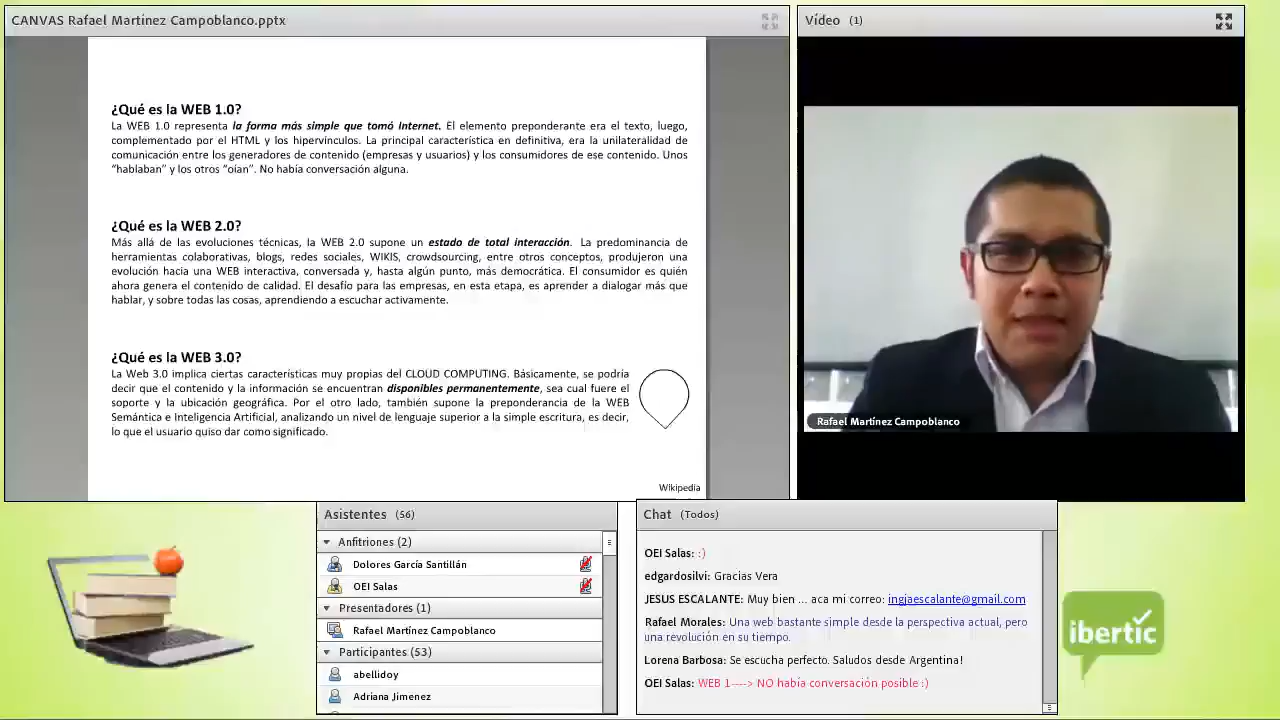 CANVAS Rafael Martinez Campoblanco.pptx
¿Qué es la WEB 1.0?
La WEB 1.0 representa la forma más simple que tomó Internet. El elemento preponderante era el texto, luego,
complementado por el HTML y los hipervínculos. La principal característica en definitiva, era la unilateralidad de
comunicación entre los generadores de contenido (empresas y usuarios) y los consumidores de ese contenido. Unos
“hablaban” y los otros “oían”. No había conversación alguna.
¿Qué es la WEB 2.0?
Más allá de las evoluciones técnicas, la WEB 2.0 supone un estado de total interacción. La predominancia de
herramientas colaborativas, blogs, redes sociales, WIKIS, crowdsourcing, entre otros conceptos, produjeron una
evolución hacia una WEB interactiva, conversada y, hasta algún punto, más democrática. El consumidor es quién
ahora genera el contenido de calidad. El desafío para las empresas, en esta etapa, es aprender a dialogar más que
hablar, y sobre todas las cosas, aprendiendo a escuchar activamente.
¿Qué es la WEB 3.0?
La Web 3.0 implica ciertas características muy propias del CLOUD COMPUTING. Básicamente, se podría
decir que el contenido y la información se encuentran disponibles permanentemente, sea cual fuere el
soporte y la ubicación geográfica. Por el otro lado, también supone la preponderancia de la WEB
Semántica e Inteligencia Artificial, analizando un nivel de lenguaje superior a la simple escritura, es decir,
lo que el usuario quiso dar como significado.
Wikipedia
Vídeo (1)
Rafael Martínez Campoblanco
Asistentes (56)
Anfitriones (2)
Dolores García Santillán
OEI Salas
Presentadores (1)
Rafael Martínez Campoblanco
Participantes (53)
abellidoy
Adriana Jimenez
Chat (Todos)
OEI Salas: :)
edgardosilvi: Gracias Vera
JESUS ESCALANTE: Muy bien ... aca mi correo: ingjaescalante@gmail.com
Rafael Morales: Una web bastante simple desde la perspectiva actual, pero
una revolución en su tiempo.
Lorena Barbosa: Se escucha perfecto. Saludos desde Argentina!
OEI Salas: WEB 1----> NO había conversación posible :)
ibertic